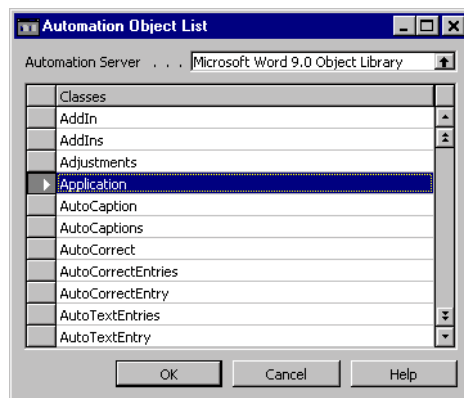 Automation Object List
Automation Server . . . Microsoft Word 9.0 Object Library
Classes
AddIn
AddIns
Adjustments
Application
AutoCaption
AutoCaptions
AutoCorrect
AutoCorrectEntries
AutoCorrectEntry
AutoTextEntries
AutoTextEntry
OK Cancel Help